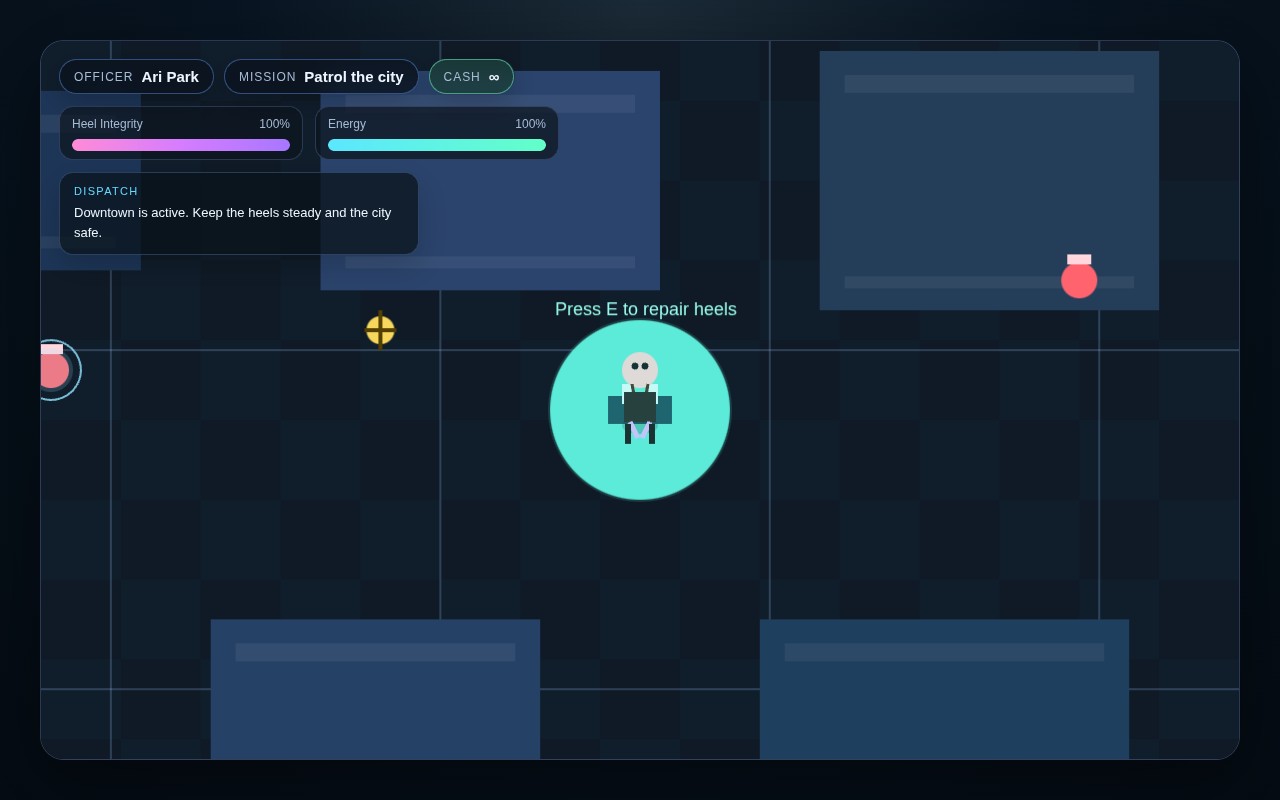 OFFICER Ari Park MISSION Patrol the city CASH ∞
Heel Integrity 100% Energy 100%
DISPATCH
Downtown is active. Keep the heels steady and the city
safe.
Press E to repair heels